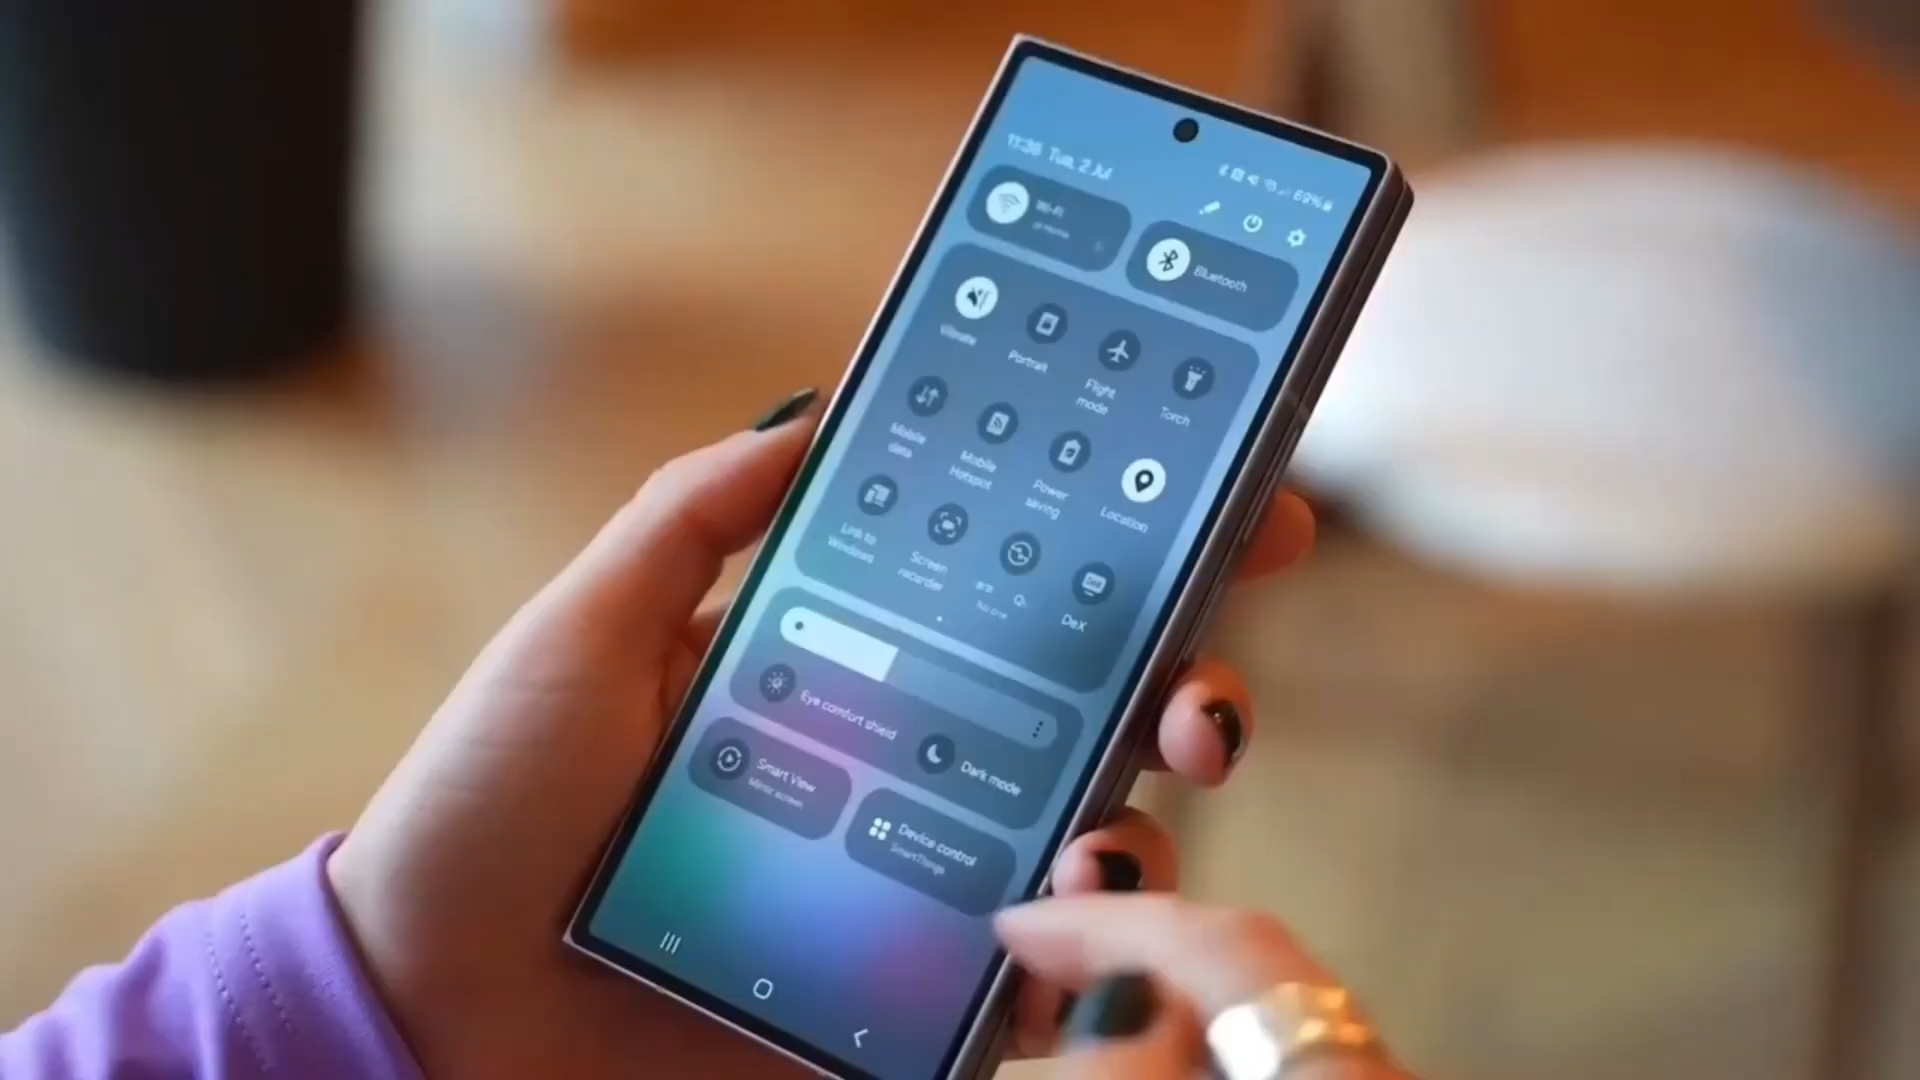 11:36 Tue, 2 Jul
69%
Wi-Fi
Bluetooth
Vibrate
Portrait
Flight
mode
Torch
Mobile
data
Mobile
Hotspot
Power
saving
Location
Link to
Windows
Screen
recorder
DeX
Eye comfort shield
Dark mode
Smart View
Mirror screen
Device control
SmartThings